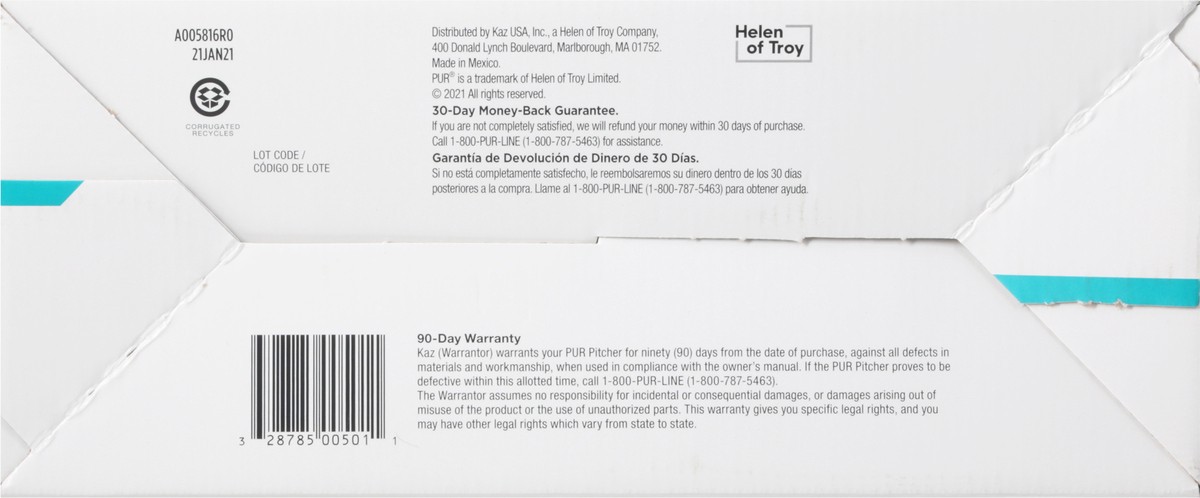 A005816R0
21JAN21
CORRUGATED
RECYCLES
LOT CODE /
CÓDIGO DE LOTE
Distributed by Kaz USA, Inc., a Helen of Troy Company,
400 Donald Lynch Boulevard, Marlborough, MA 01752.
Made in Mexico.
PUR® is a trademark of Helen of Troy Limited.
© 2021 All rights reserved.
30-Day Money-Back Guarantee.
If you are not completely satisfied, we will refund your money within 30 days of purchase.
Call 1-800-PUR-LINE (1-800-787-5463) for assistance.
Garantía de Devolución de Dinero de 30 Días.
Si no está completamente satisfecho, le reembolsaremos su dinero dentro de los 30 días
posteriores a la compra. Llame al 1-800-PUR-LINE (1-800-787-5463) para obtener ayuda.
Helen
of Troy
3 28785 00501 1
90-Day Warranty
Kaz (Warrantor) warrants your PUR Pitcher for ninety (90) days from the date of purchase, against all defects in
materials and workmanship, when used in compliance with the owner's manual. If the PUR Pitcher proves to be
defective within this allotted time, call 1-800-PUR-LINE (1-800-787-5463).
The Warrantor assumes no responsibility for incidental or consequential damages, or damages arising out of
misuse of the product or the use of unauthorized parts. This warranty gives you specific legal rights, and you
may have other legal rights which vary from state to state.